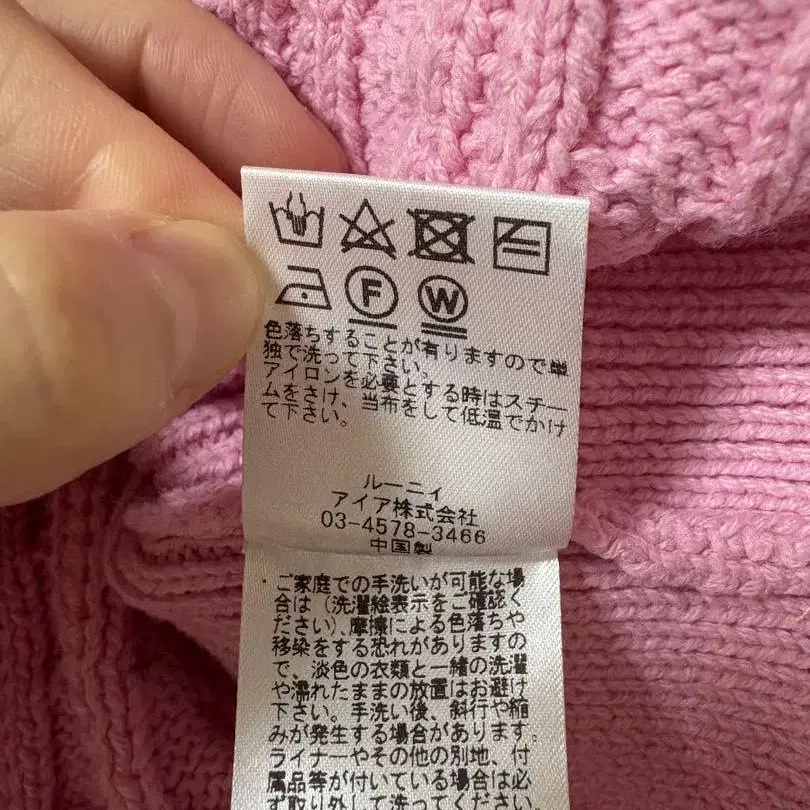 F W
色落ちすることが有りますので単
独で洗って下さい。
アイロンを必要とする時はスチー
ムをさけ、当布をして低温でかけ
て下さい。
ルーニィ
アイア株式会社
03-4578-3466
中国製
・ご家庭での手洗いが可能な場
合は(洗濯絵表示をご確認く
ださい)、摩擦による色落ちや
移染をする恐れがありますの
で、淡色の衣類と一緒の洗濯
や濡れたままの放置はお避け
下さい。手洗い後、斜行や縮
みが発生する場合があります。
ライナーやその他の別地、付
属品等が付いている場合は必
ず取り外して洗ってください